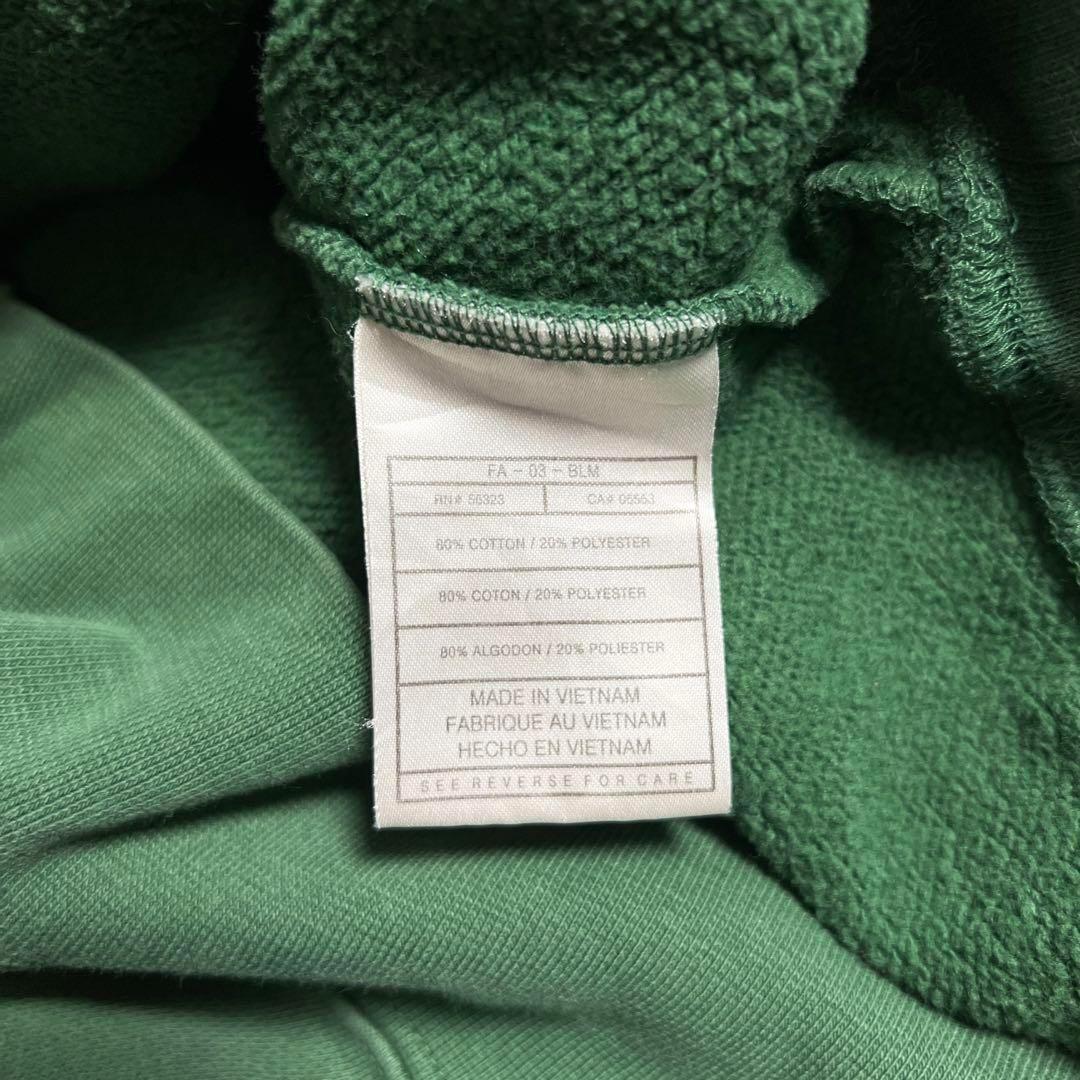 FA - 03 - BLM
RN# 56323 CA# 05553
80% COTTON / 20% POLYESTER
80% COTON / 20% POLYESTER
80% ALGODON / 20% POLIESTER
MADE IN VIETNAM
FABRIQUE AU VIETNAM
HECHO EN VIETNAM
SEE REVERSE FOR CARE